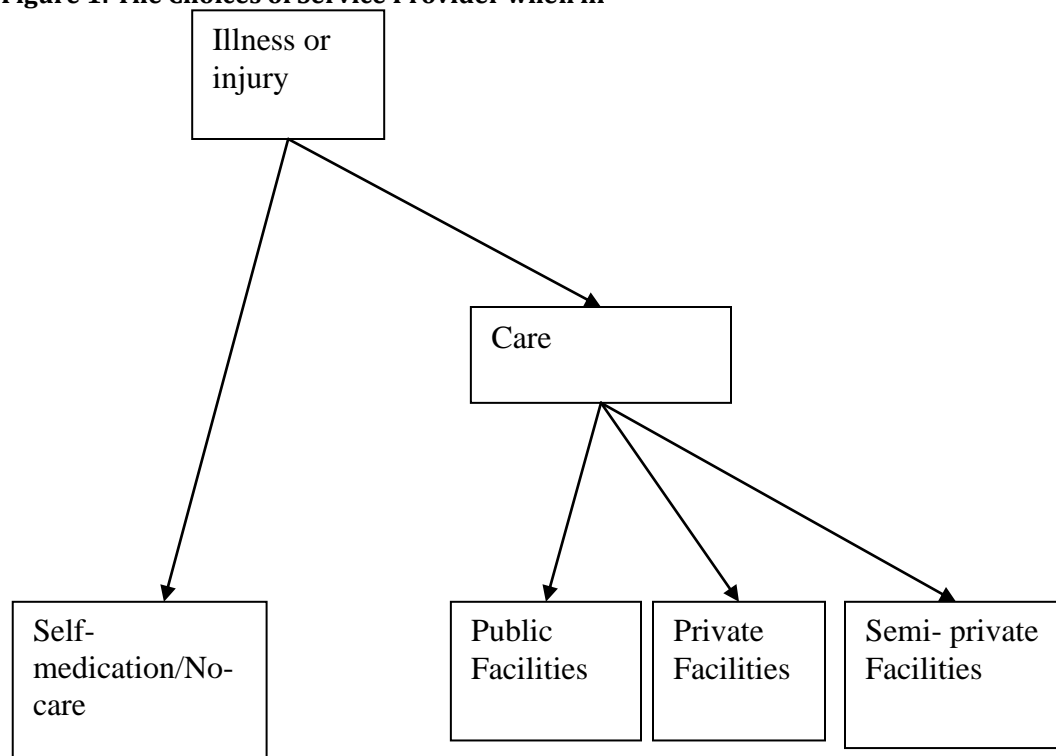 Figure 1: The Choices of Service Provider when ill
Illness or
injury
Care
Self-
medication/No-
care
Public
Facilities
Private
Facilities
Semi- private
Facilities